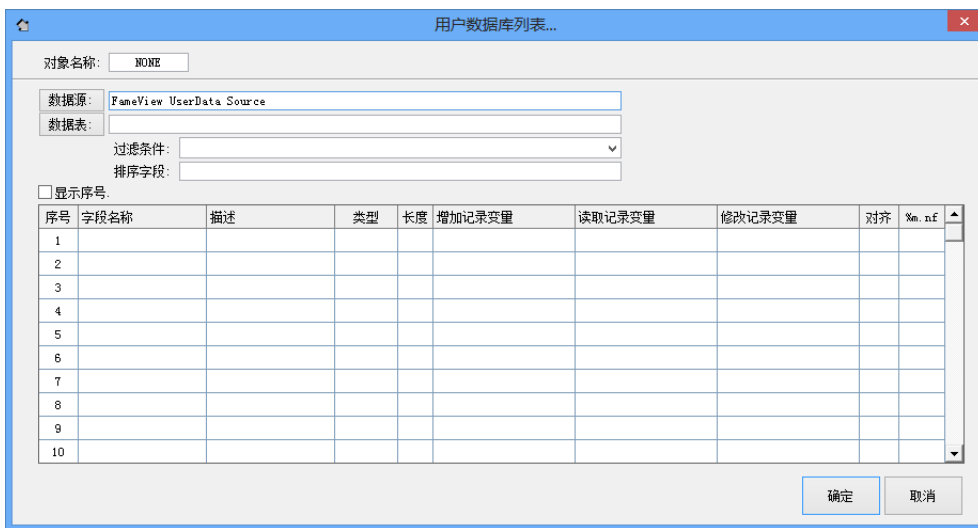 用户数据库列表...
对象名称: NONE
数据源: FameView UserData Source
数据表:
过滤条件:
排序字段:
显示序号.
序号 字段名称 描述 类型 长度 增加记录变量 读取记录变量 修改记录变量 对齐 %m.nf
1
2
3
4
5
6
7
8
9
10
确定 取消